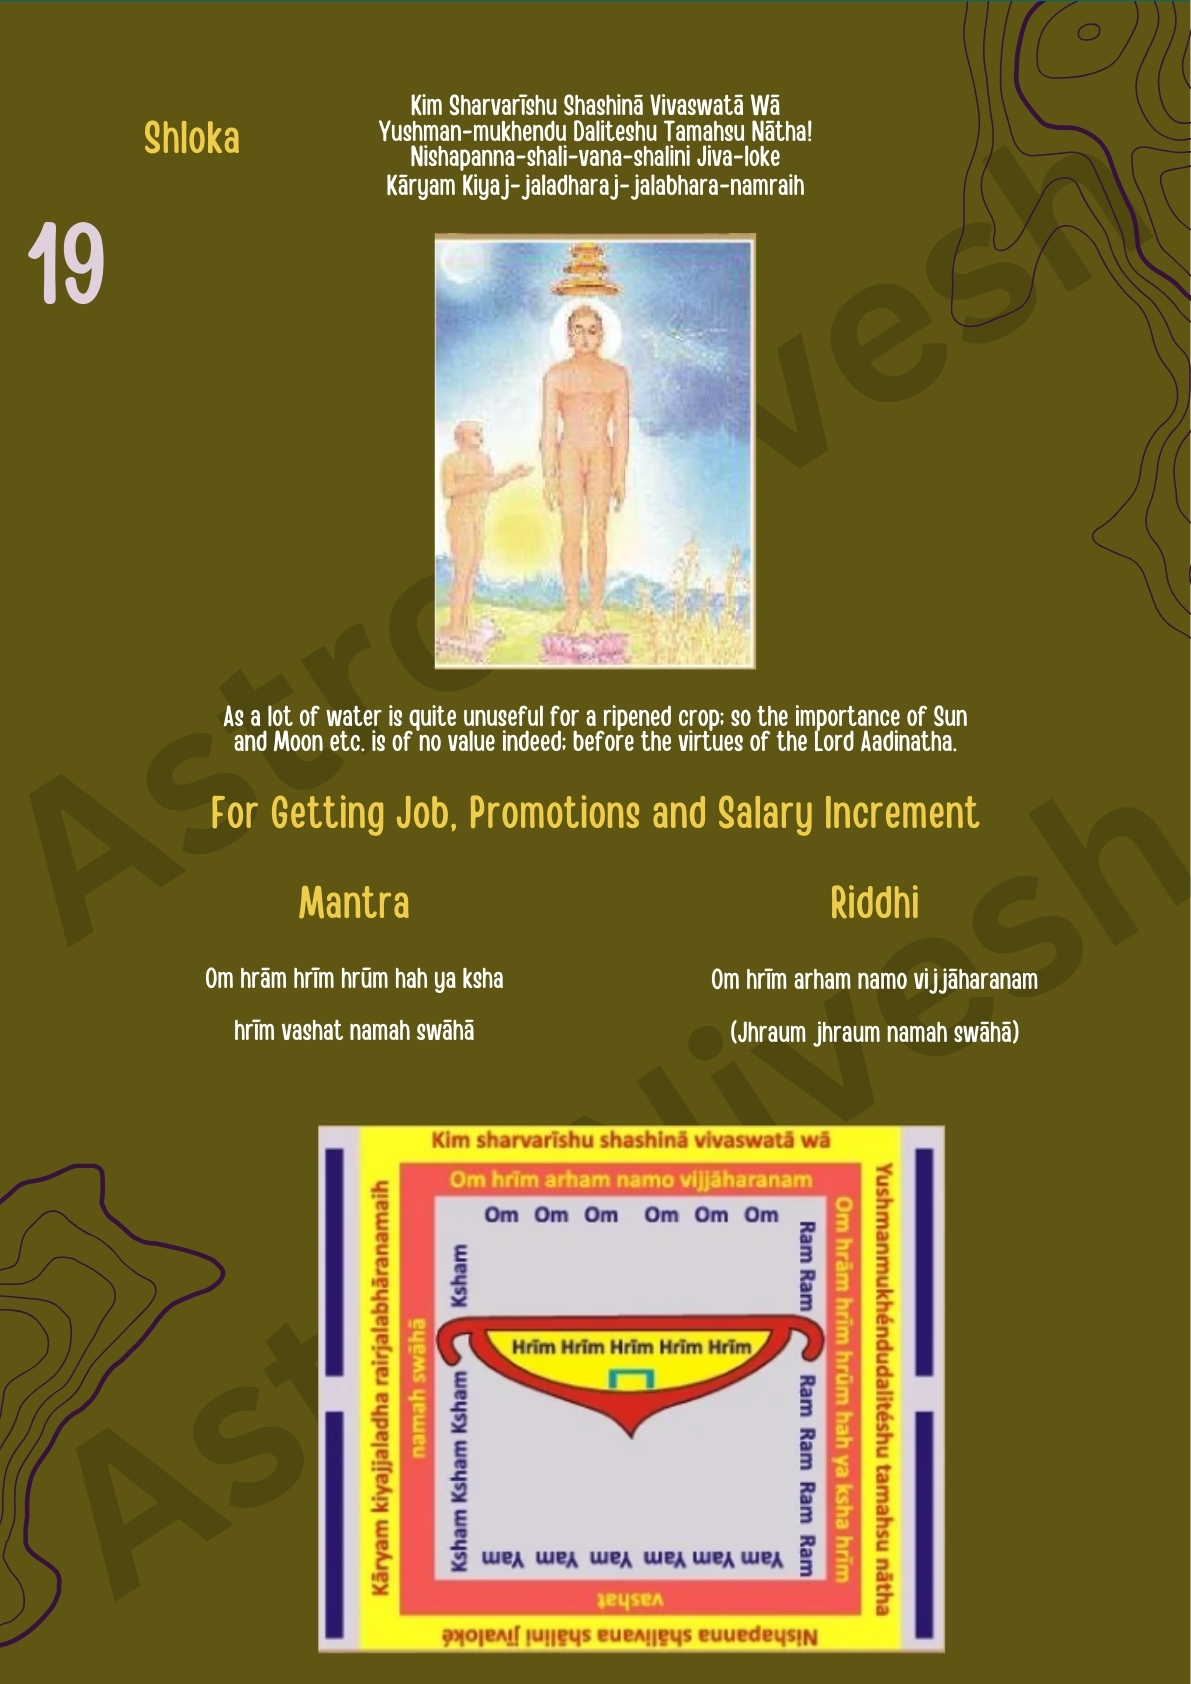 Shloka
Kim Sharvarīshu Shashinā Vivaswatā Wā
Yushman-mukhendu Daliteshu Tamahsu Nātha!
Nishapanna-shali-vana-shalini Jiva-loke
Kāryam Kiyaj-jaladharaj-jalabhara-namraih
19
As a lot of water is quite unuseful for a ripened crop; so the importance of Sun
and Moon etc. is of no value indeed; before the virtues of the Lord Aadinatha.
For Getting Job, Promotions and Salary Increment
Mantra
Om hrām hrīm hrūm hah ya ksha
hrīm vashat namah swāhā
Riddhi
Om hrīm arham namo vijjāharanam
(Jhraum jhraum namah swāhā)
Kim sharvarīshu shashinā vivaswatā wā
Yushmanmukhéndudalitéshu tamahsu nātha
Nishapanna shālivana shālini jīvaloké
Kāryam kiyajjaladha rairjalabhāranamaih
Om hrīm arham namo vijjāharanam
Om hrām hrīm hrūm hah ya ksha hrīm
vashat
namah swāhā
Om Om Om Om Om Om
Ram Ram Ram Ram Ram Ram
Yam Yam Yam Yam Yam Yam
Ksham Ksham Ksham Ksham
Hrīm Hrīm Hrīm Hrīm Hrīm
Astro Nivesh
Astro Nivesh